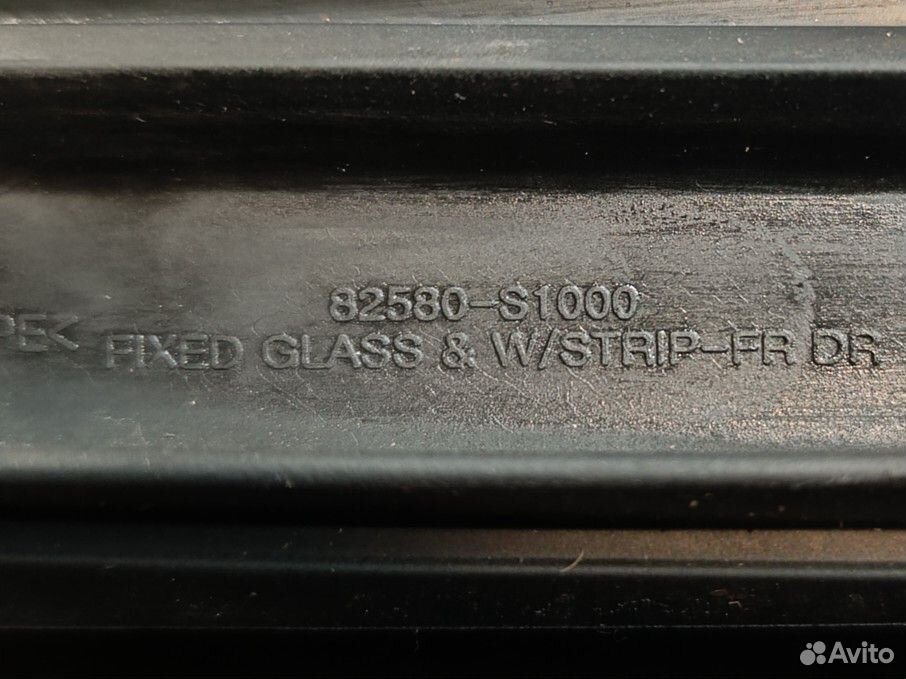 82580-S1000
FIXED GLASS & W/STRIP-FR DR
Avito